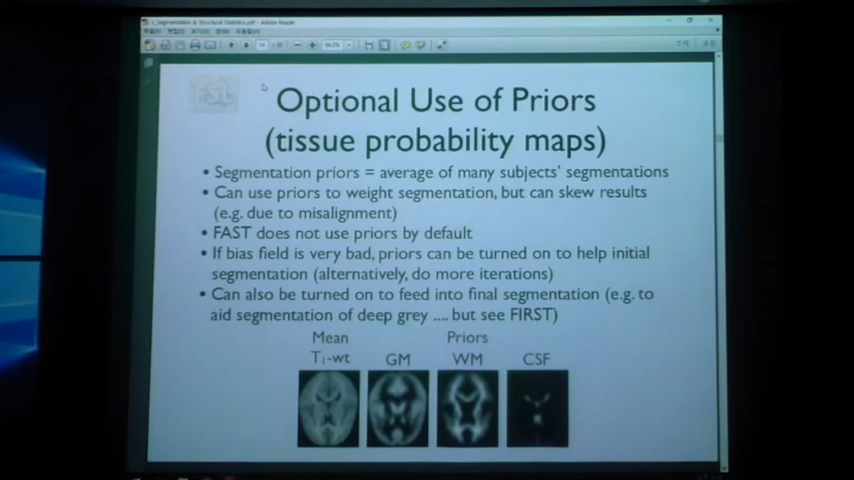 FSL
Optional Use of Priors
(tissue probability maps)
• Segmentation priors = average of many subjects' segmentations
• Can use priors to weight segmentation, but can skew results
(e.g. due to misalignment)
• FAST does not use priors by default
• If bias field is very bad, priors can be turned on to help initial
segmentation (alternatively, do more iterations)
• Can also be turned on to feed into final segmentation (e.g. to
aid segmentation of deep grey .... but see FIRST)
Mean Priors
T1-wt GM WM CSF